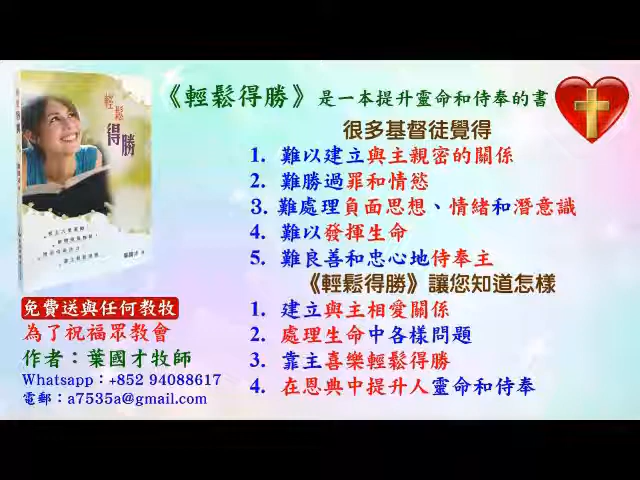 《輕鬆得勝》是一本提升靈命和侍奉的書
很多基督徒覺得
1. 難以建立與主親密的關係
2. 難勝過罪和情慾
3. 難處理負面思想、情緒和潛意識
4. 難以發揮生命
5. 難良善和忠心地侍奉主
《輕鬆得勝》讓您知道怎樣
1. 建立與主相愛關係
2. 處理生命中各樣問題
3. 靠主喜樂輕鬆得勝
4. 在恩典中提升人靈命和侍奉
輕鬆
得勝
免費送與任何教牧
為了祝福眾教會
作者：葉國才牧師
Whatsapp：+852 94088617
電郵：a7535a@gmail.com